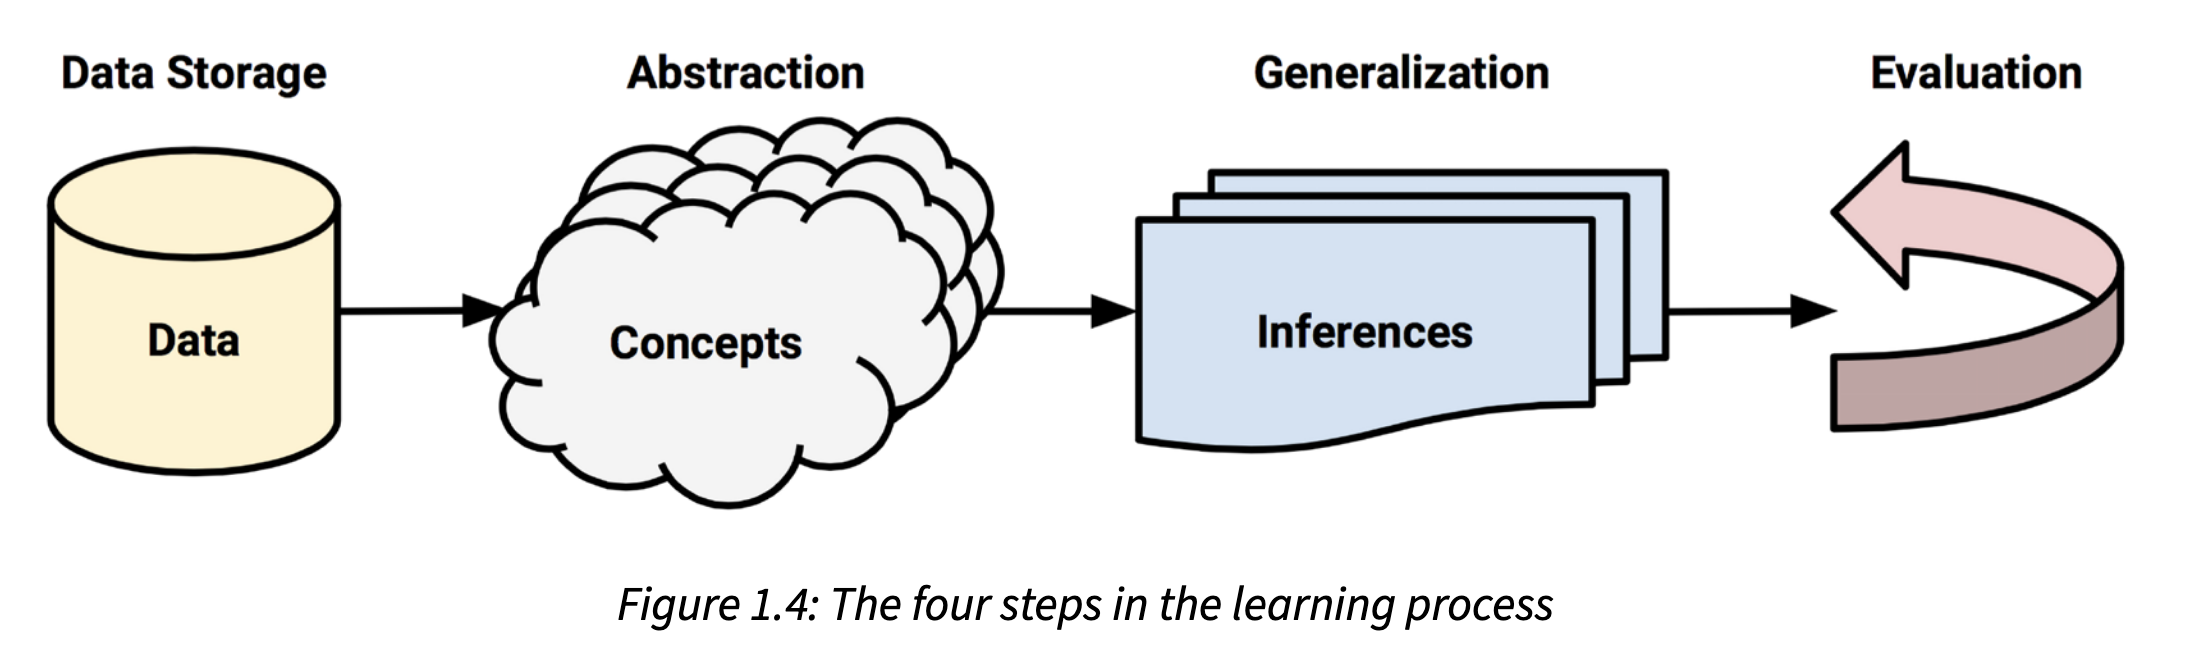 Data Storage
Abstraction
Generalization
Evaluation
Data
Concepts
Inferences
Figure 1.4: The four steps in the learning process